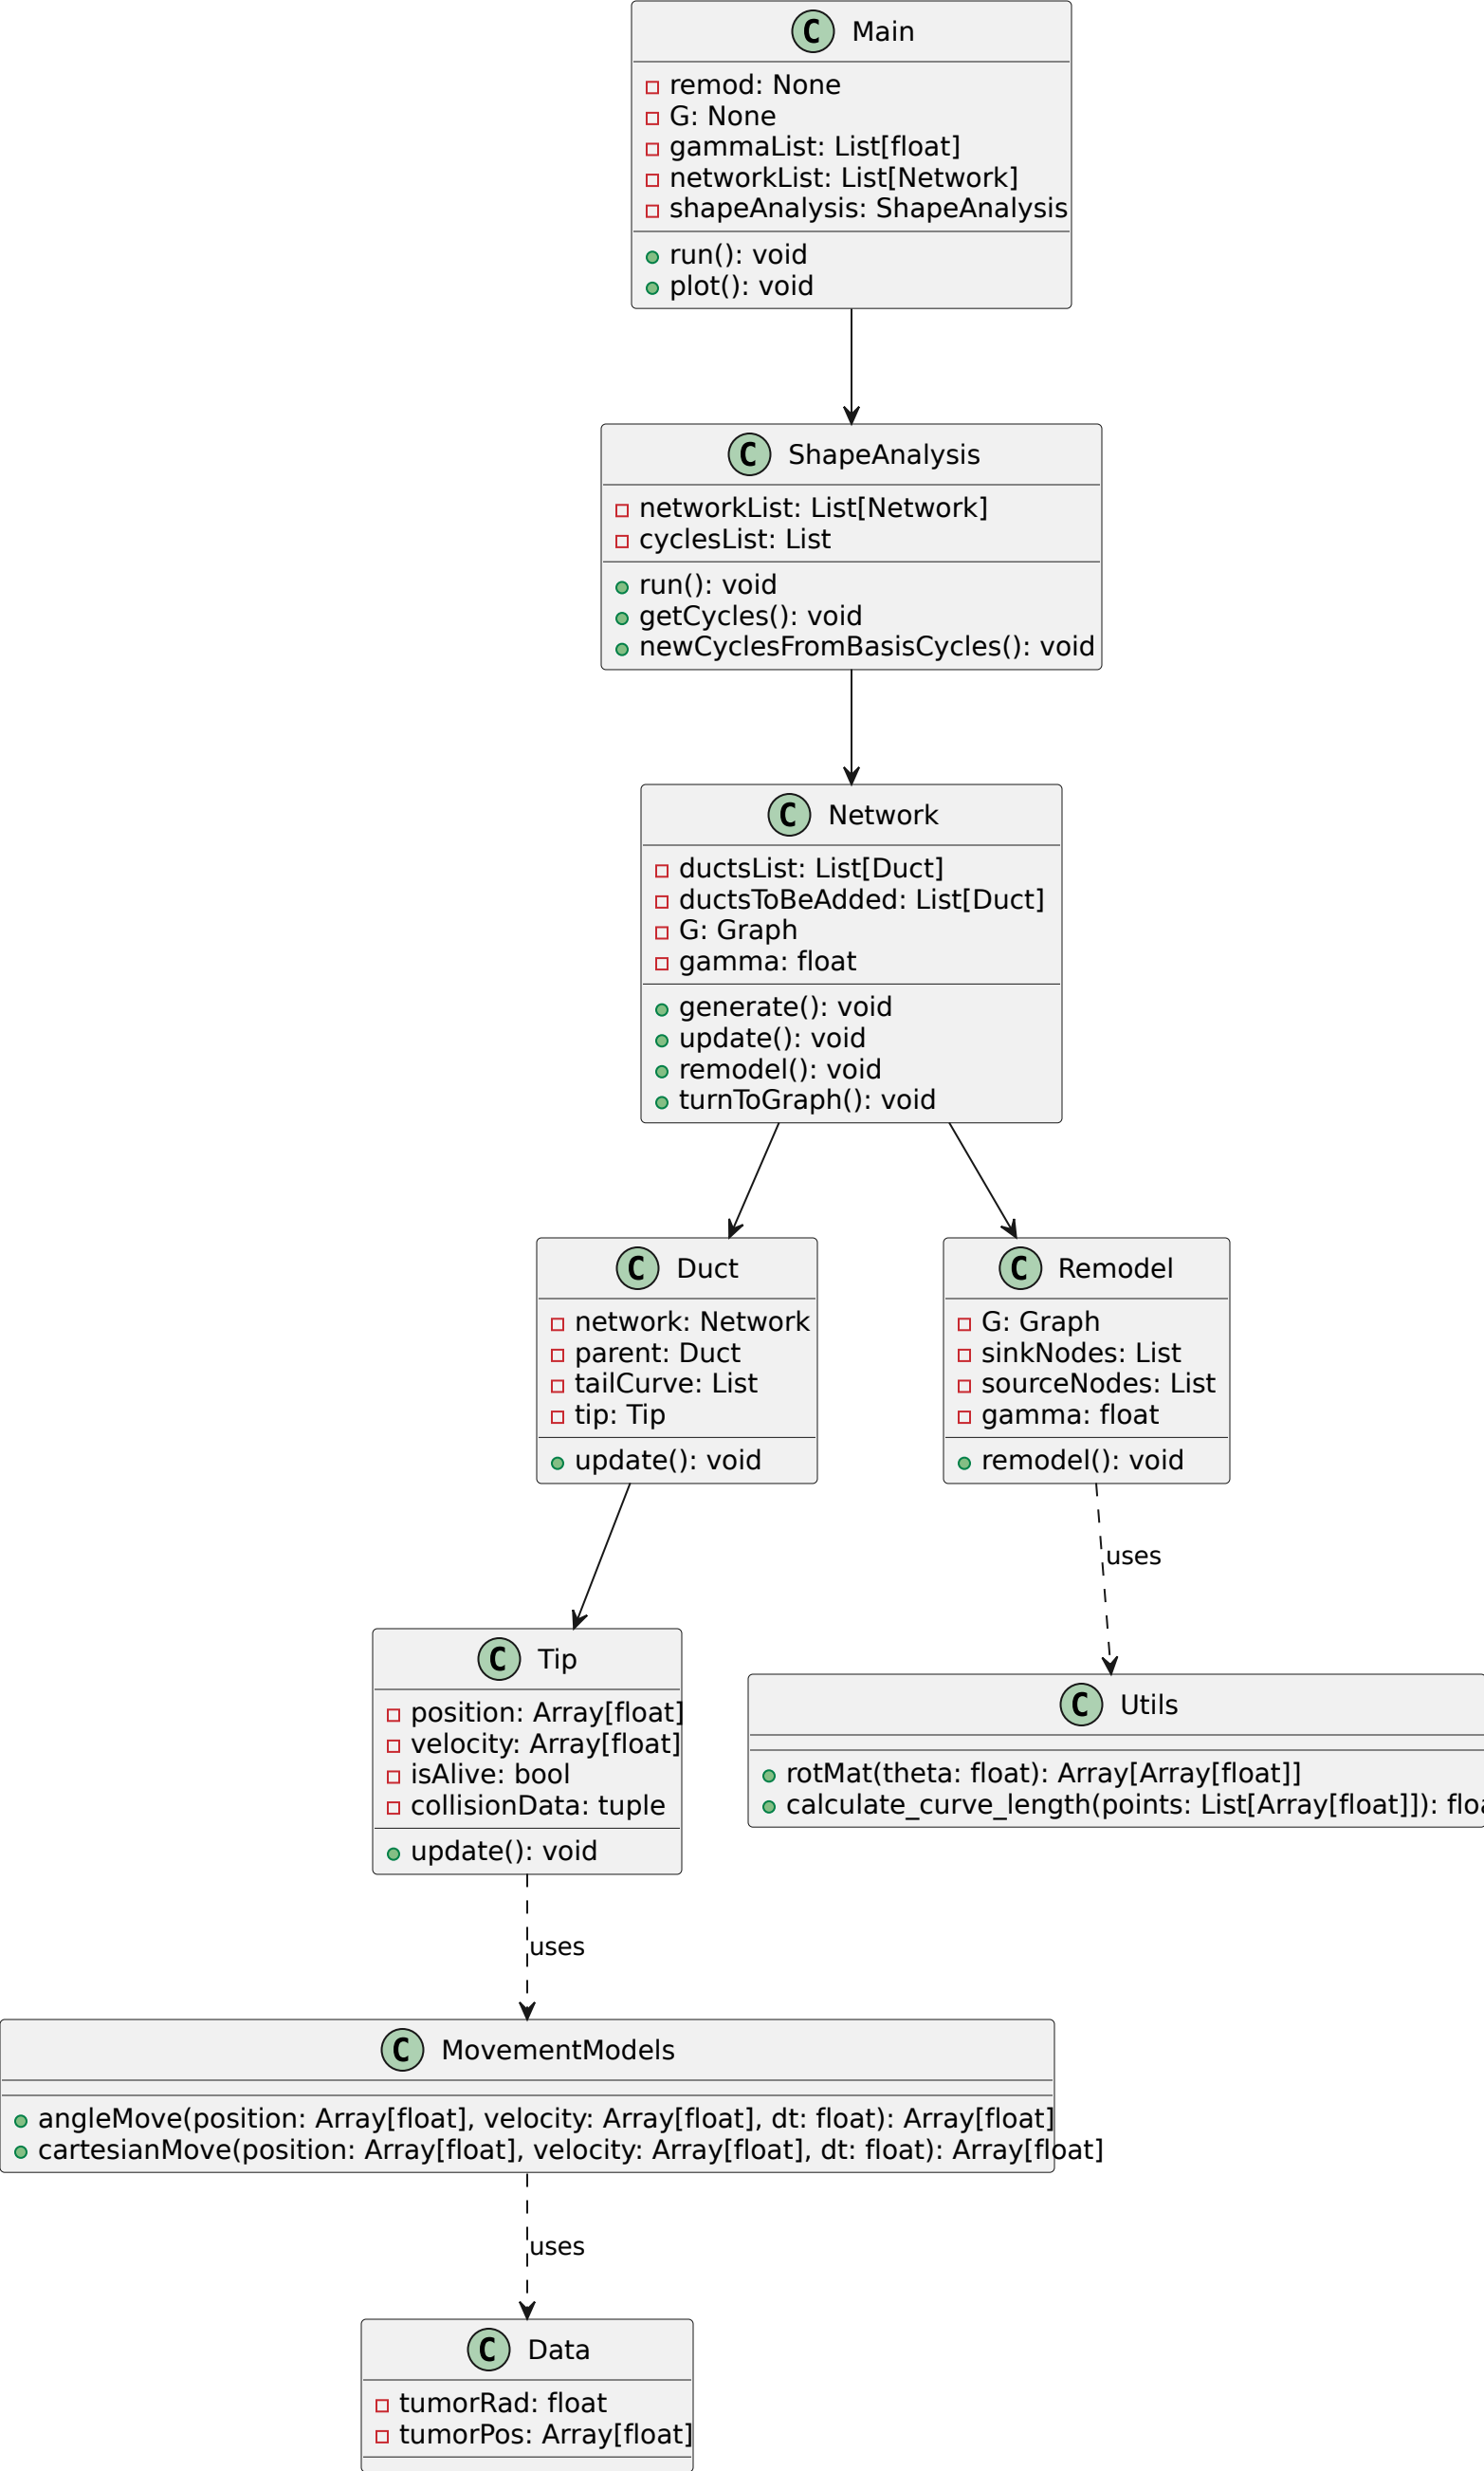 C Main
remod: None
G: None
gammaList: List[float]
networkList: List[Network]
shapeAnalysis: ShapeAnalysis
run(): void
plot(): void
C ShapeAnalysis
networkList: List[Network]
cyclesList: List
run(): void
getCycles(): void
newCyclesFromBasisCycles(): void
C Network
ductsList: List[Duct]
ductsToBeAdded: List[Duct]
G: Graph
gamma: float
generate(): void
update(): void
remodel(): void
turnToGraph(): void
C Duct
network: Network
parent: Duct
tailCurve: List
tip: Tip
update(): void
C Remodel
G: Graph
sinkNodes: List
sourceNodes: List
gamma: float
remodel(): void
uses
C Tip
position: Array[float]
velocity: Array[float]
isAlive: bool
collisionData: tuple
update(): void
C Utils
rotMat(theta: float): Array[Array[float]]
calculate_curve_length(points: List[Array[float]]):
uses
C MovementModels
angleMove(position: Array[float], velocity: Array[float], dt: float): Array[float]
cartesianMove(position: Array[float], velocity: Array[float], dt: float): Array[float]
uses
C Data
tumorRad: float
tumorPos: Array[float]